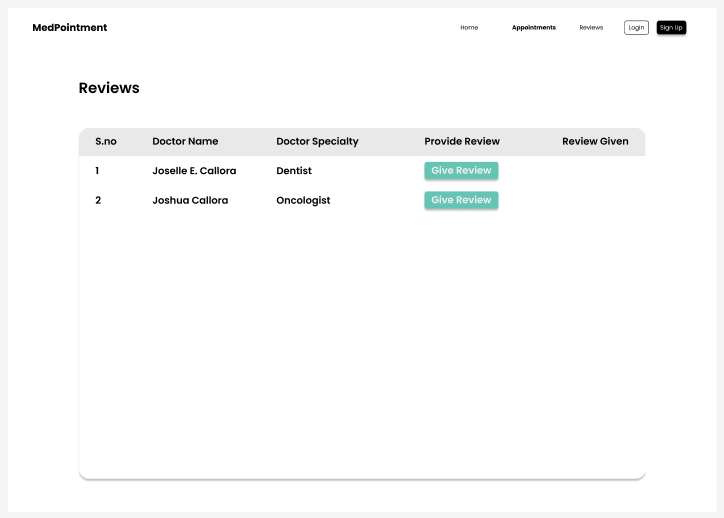 MedPointment Home Appointments Reviews Login Sign Up
Reviews
S.no Doctor Name Doctor Specialty Provide Review Review Given
1 Joselle E. Callora Dentist Give Review
2 Joshua Callora Oncologist Give Review